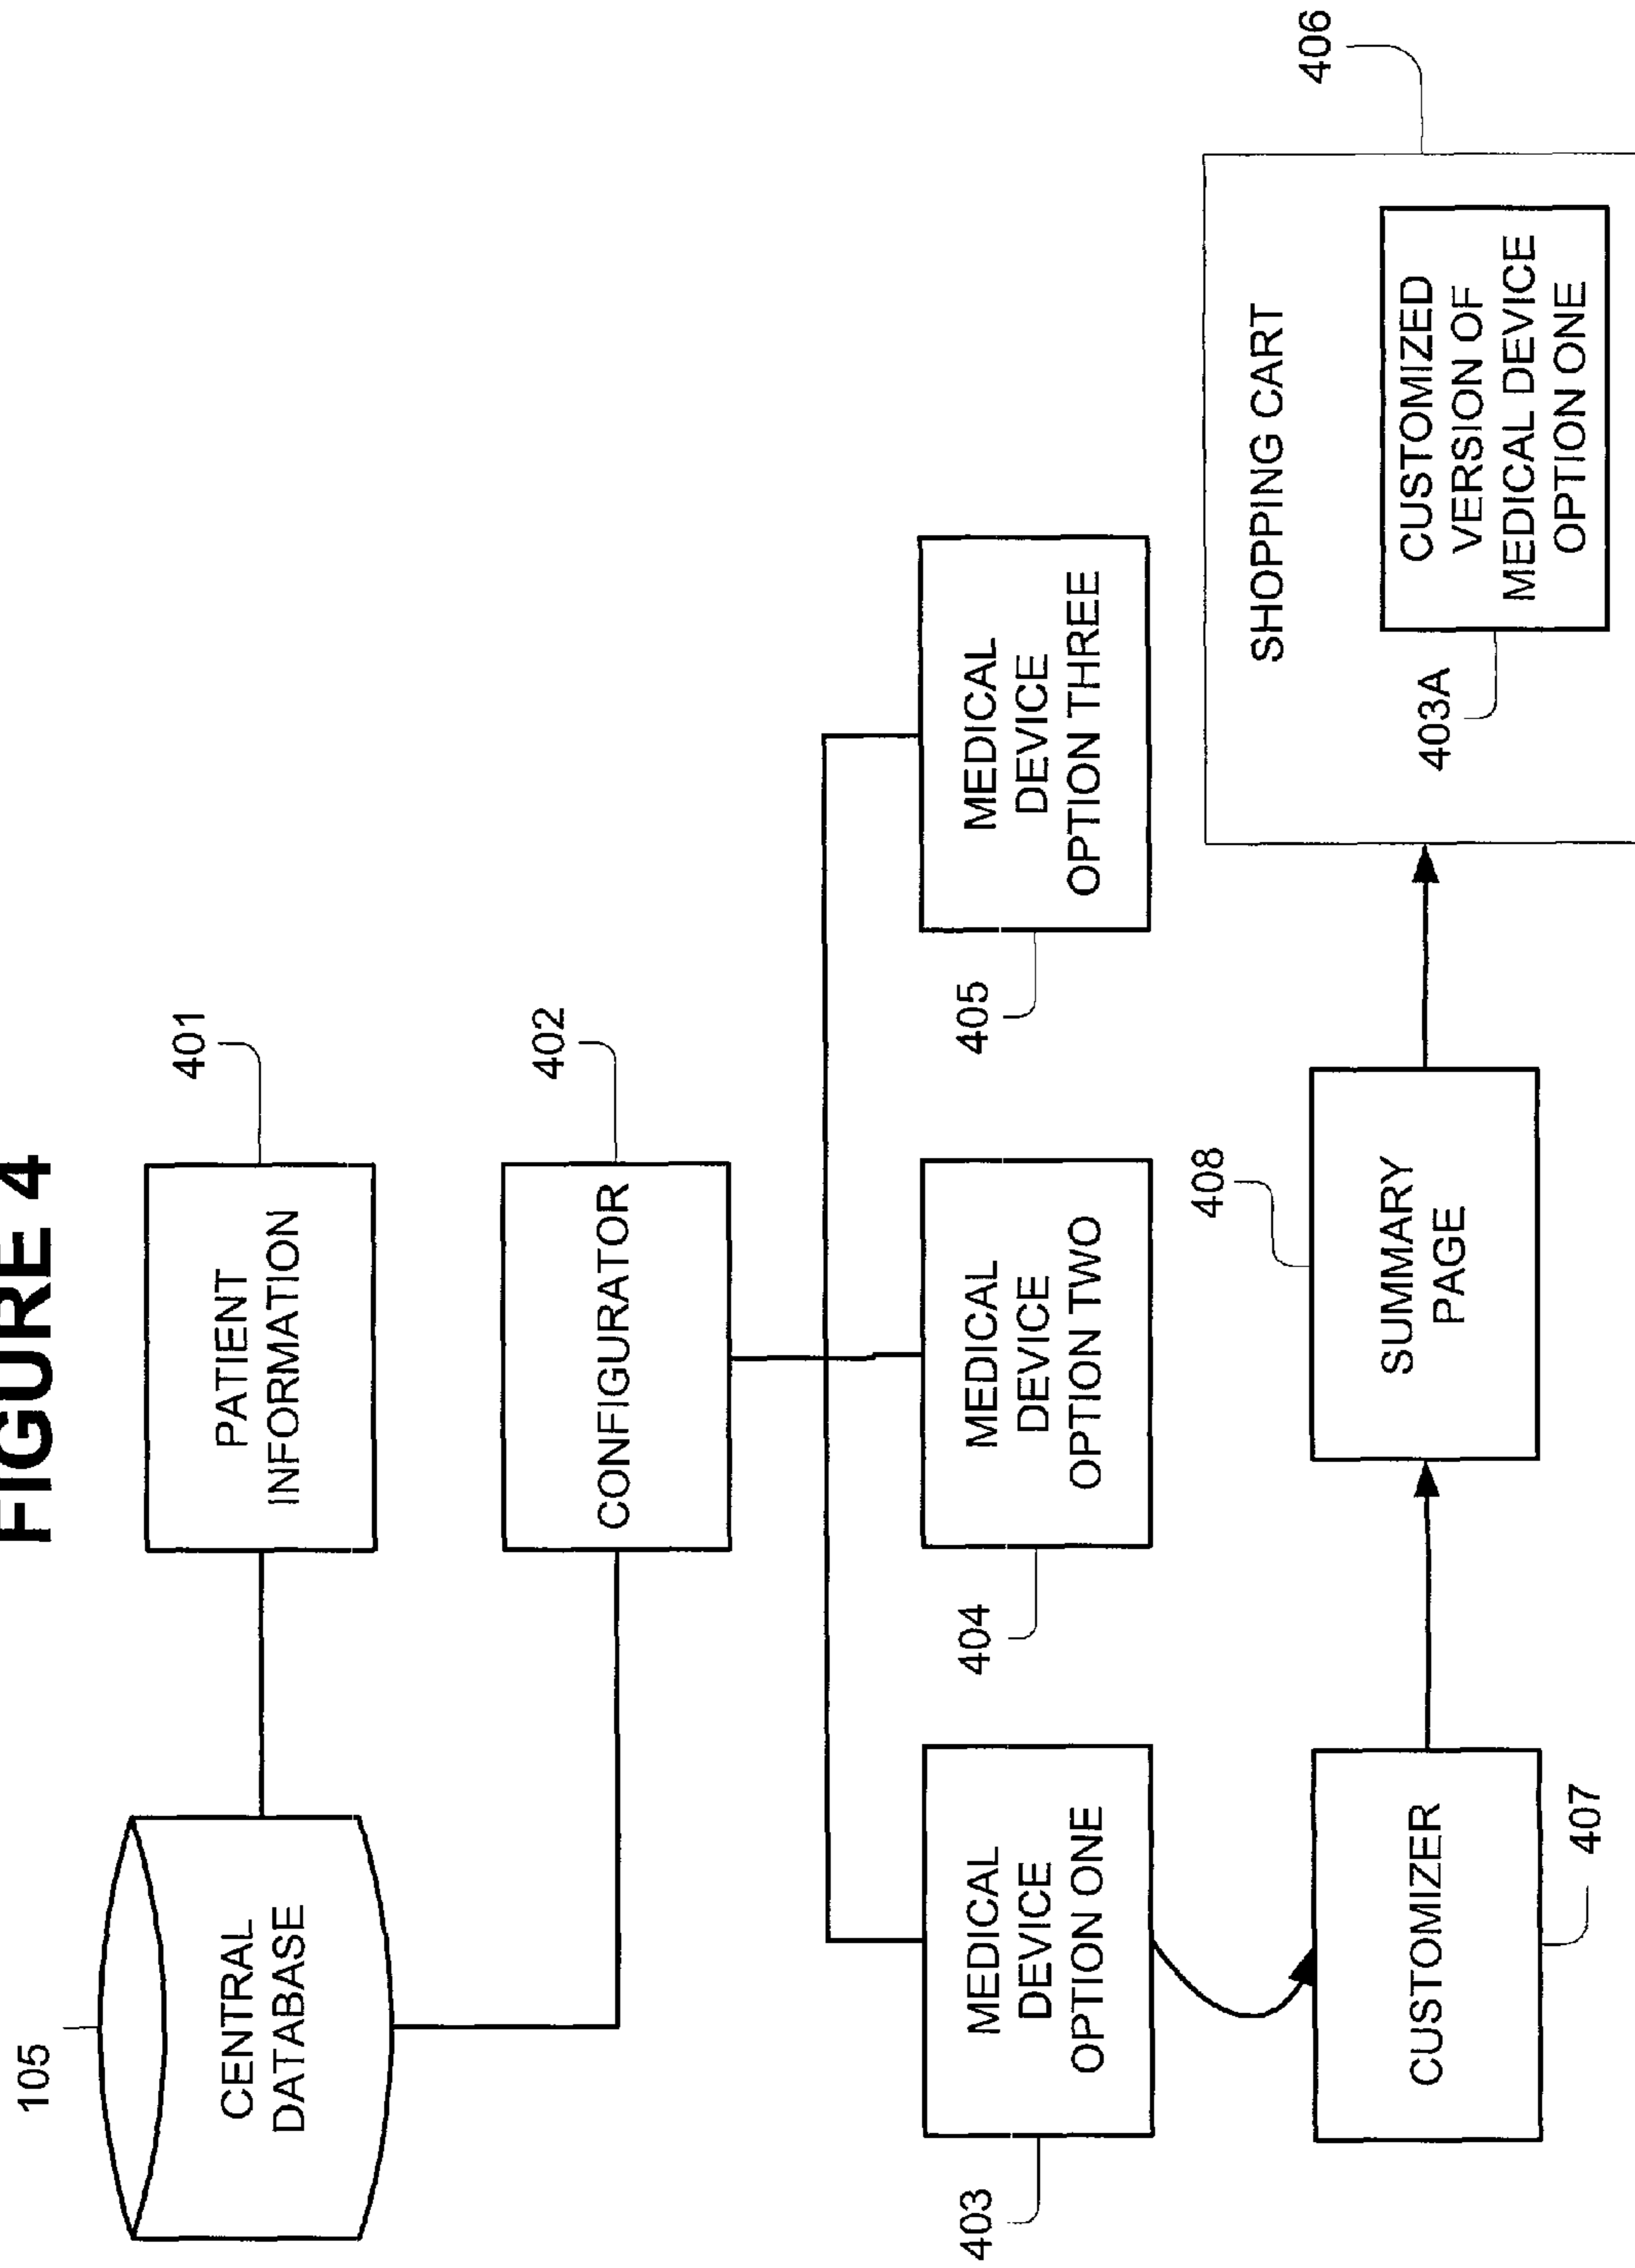 FIGURE 4
105
CENTRAL
DATABASE
PATIENT
INFORMATION
401
CONFIGURATOR
402
403
MEDICAL
DEVICE
OPTION ONE
404
MEDICAL
DEVICE
OPTION TWO
405
MEDICAL
DEVICE
OPTION THREE
CUSTOMIZER
407
408
SUMMARY
PAGE
SHOPPING CART
406
403A
CUSTOMIZED
VERSION OF
MEDICAL DEVICE
OPTION ONE